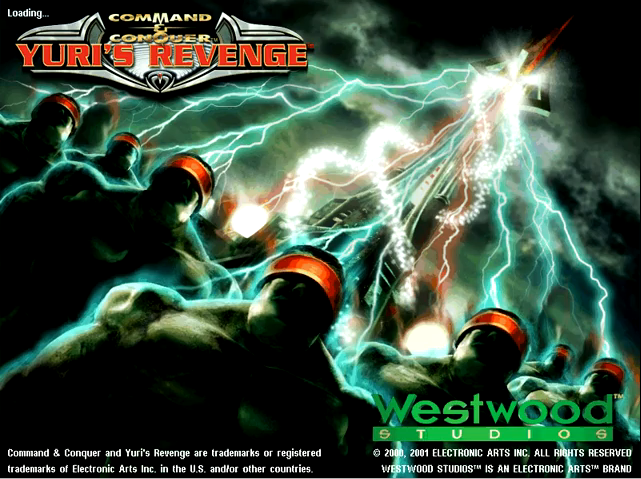 Loading...
COMMAND
&
CONQUER™
YURI'S REVENGE
Westwood™
STUDIOS
Command & Conquer and Yuri's Revenge are trademarks or registered
trademarks of Electronic Arts Inc. in the U.S. and/or other countries.
© 2000, 2001 ELECTRONIC ARTS INC. ALL RIGHTS RESERVED
WESTWOOD STUDIOS™ IS AN ELECTRONIC ARTS™ BRAND